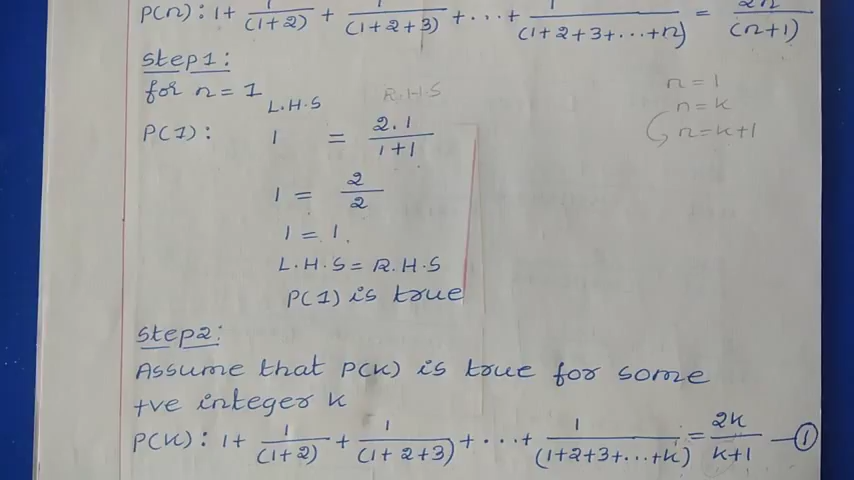 P(n): 1 + 1/(1+2) + 1/(1+2+3) + ... + 1/(1+2+3+...+n) = 2n/(n+1)
Step1:
for n = 1
L.H.S R.H.S
P(1): 1 = 2.1/1+1
1 = 2/2
1 = 1.
L.H.S = R.H.S
P(1) is true
n = 1
n = k
n = k+1
Step2:
Assume that P(k) is true for some
+ve integer k
P(k): 1 + 1/(1+2) + 1/(1+2+3) + ... + 1/(1+2+3+...+k) = 2k/k+1 — ①